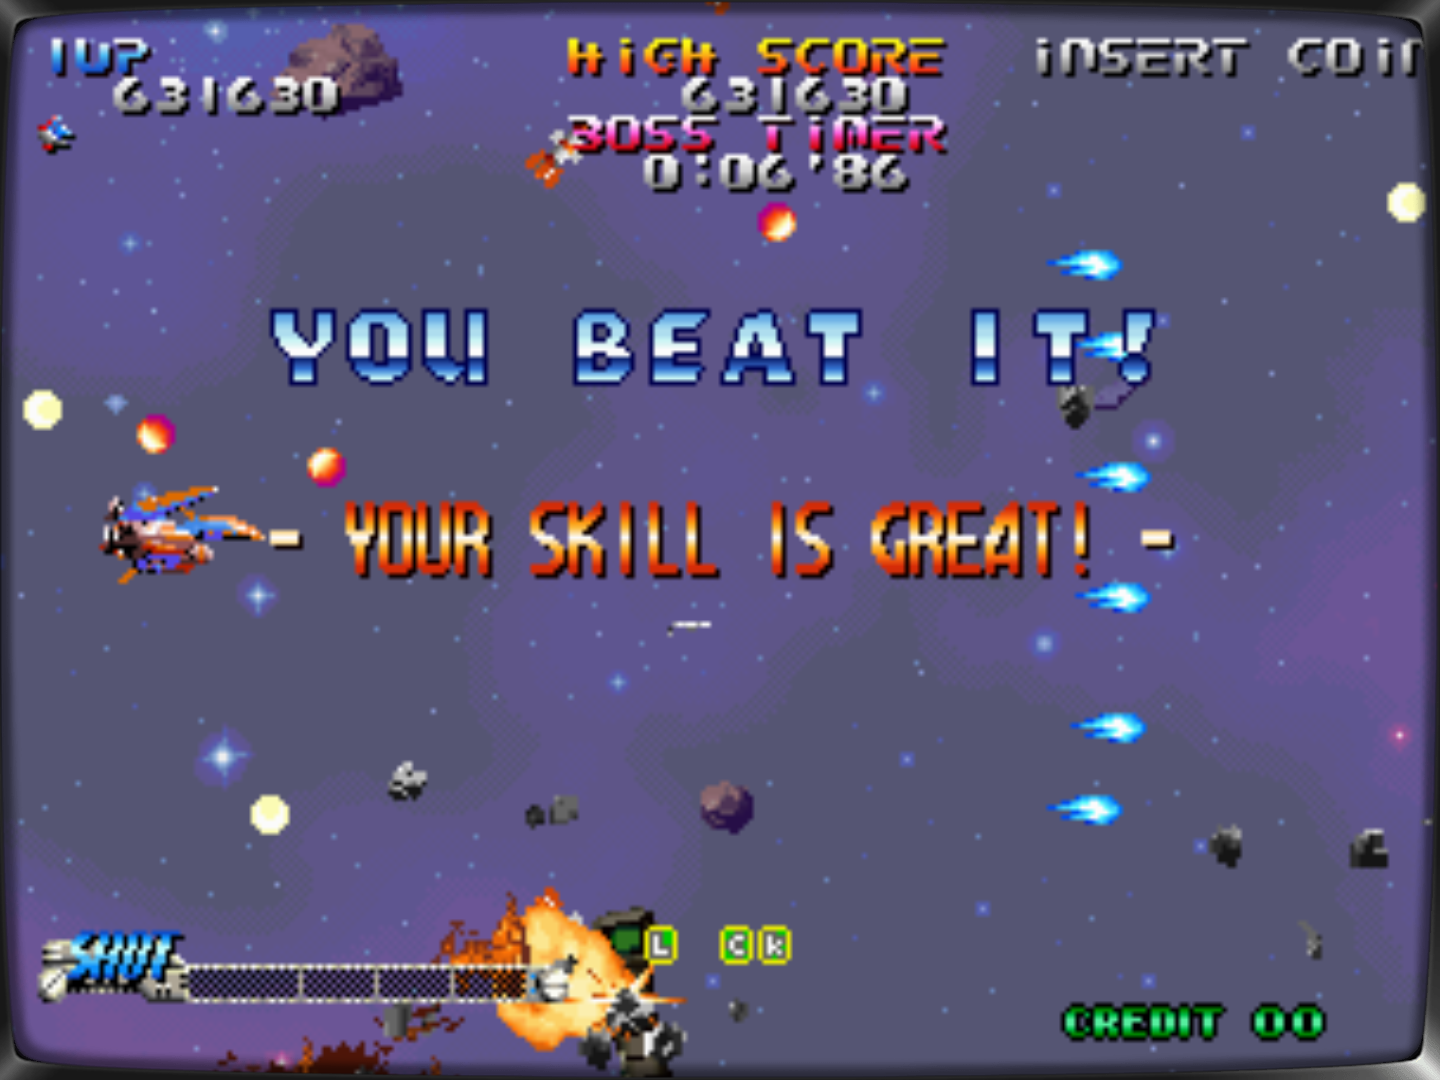 1UP
631630
HiGH SCORE
631630
BOSS TiMER
0:06'86
iNSERT COiN
YOU BEAT IT!
- YOUR SKILL IS GREAT! -
SHOT
L C k
CREDIT 00